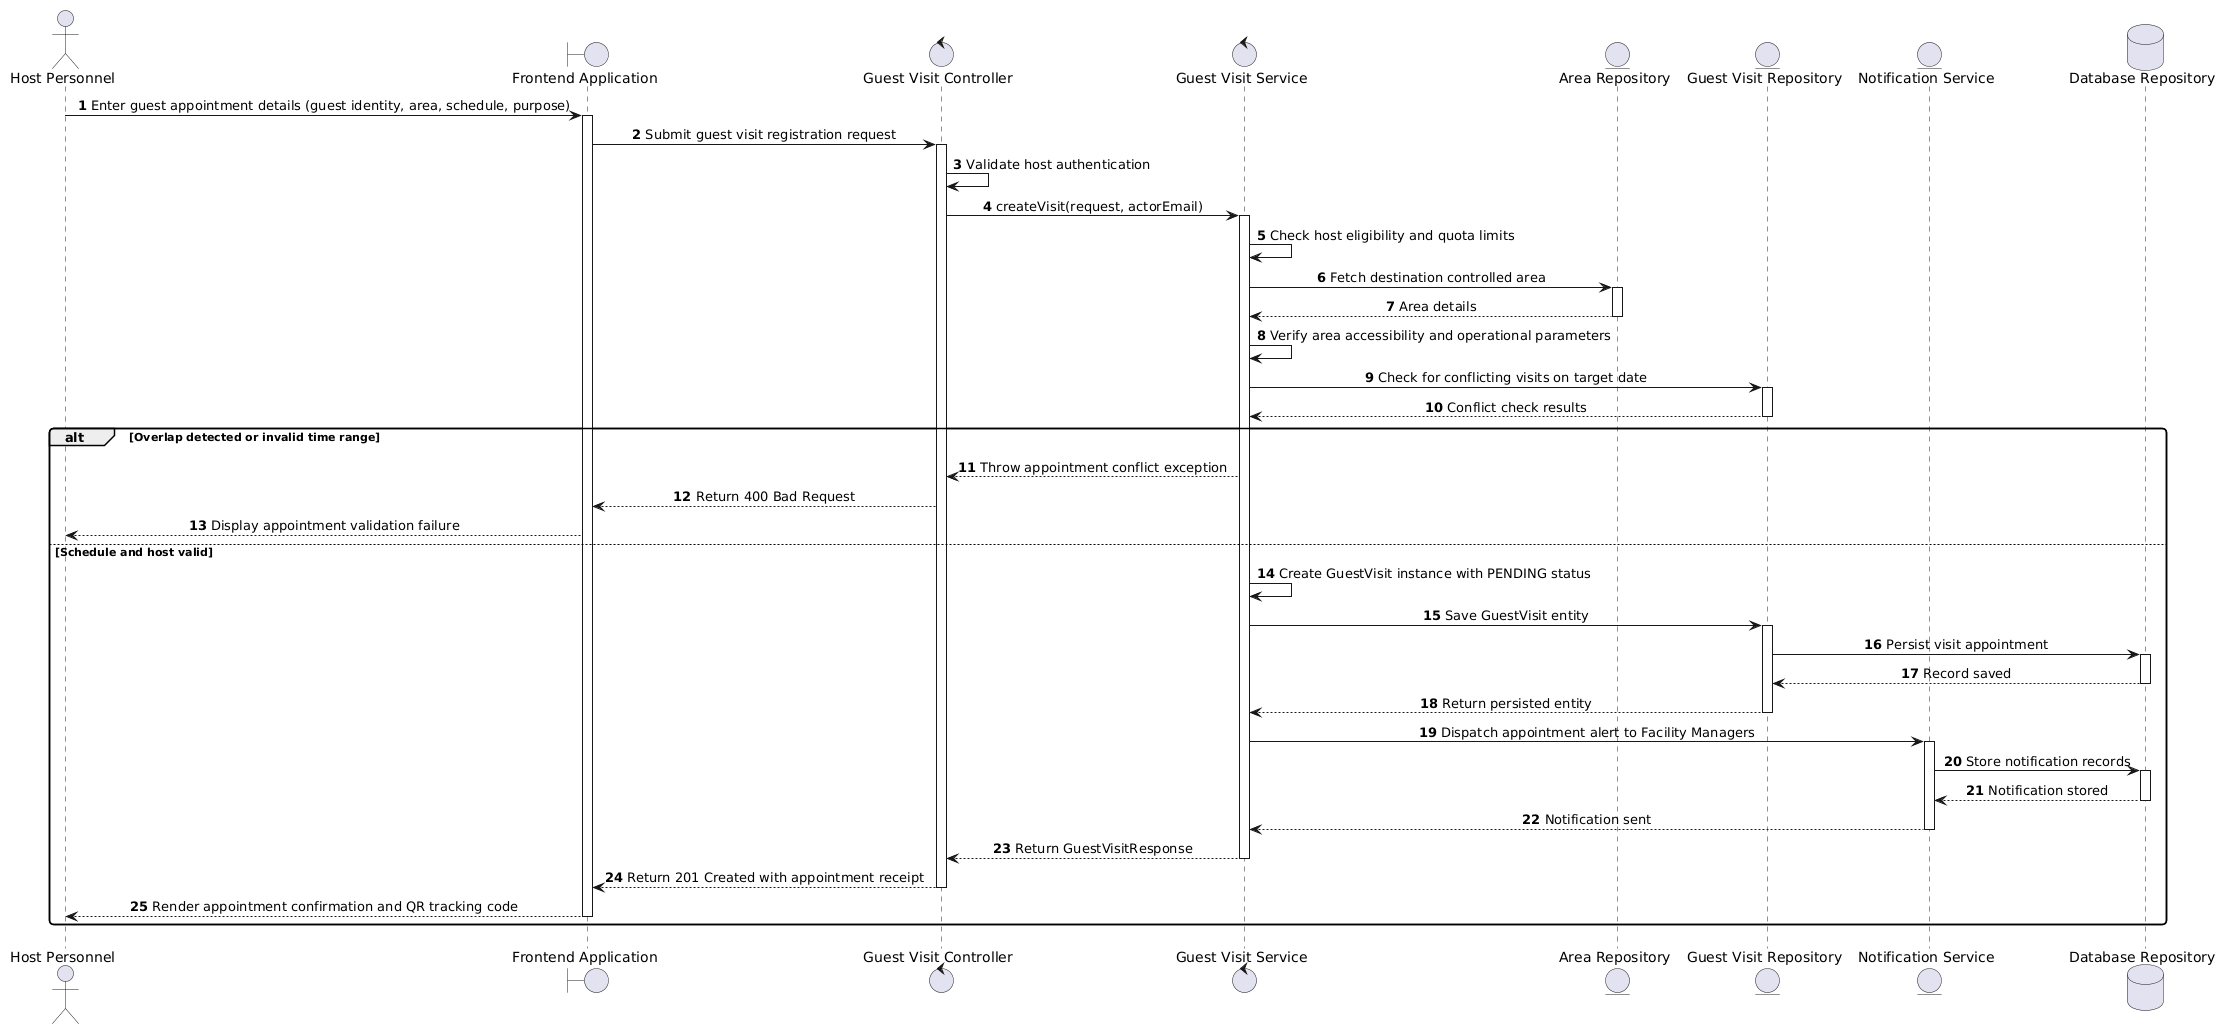 Host Personnel
Frontend Application
Guest Visit Controller
Guest Visit Service
Area Repository
Guest Visit Repository
Notification Service
Database Repository
1 Enter guest appointment details (guest identity, area, schedule, purpose)
2 Submit guest visit registration request
3 Validate host authentication
4 createVisit(request, actorEmail)
5 Check host eligibility and quota limits
6 Fetch destination controlled area
7 Area details
8 Verify area accessibility and operational parameters
9 Check for conflicting visits on target date
10 Conflict check results
alt [Overlap detected or invalid time range]
11 Throw appointment conflict exception
12 Return 400 Bad Request
13 Display appointment validation failure
[Schedule and host valid]
14 Create GuestVisit instance with PENDING status
15 Save GuestVisit entity
16 Persist visit appointment
17 Record saved
18 Return persisted entity
19 Dispatch appointment alert to Facility Managers
20 Store notification records
21 Notification stored
22 Notification sent
23 Return GuestVisitResponse
24 Return 201 Created with appointment receipt
25 Render appointment confirmation and QR tracking code
Host Personnel
Frontend Application
Guest Visit Controller
Guest Visit Service
Area Repository
Guest Visit Repository
Notification Service
Database Repository